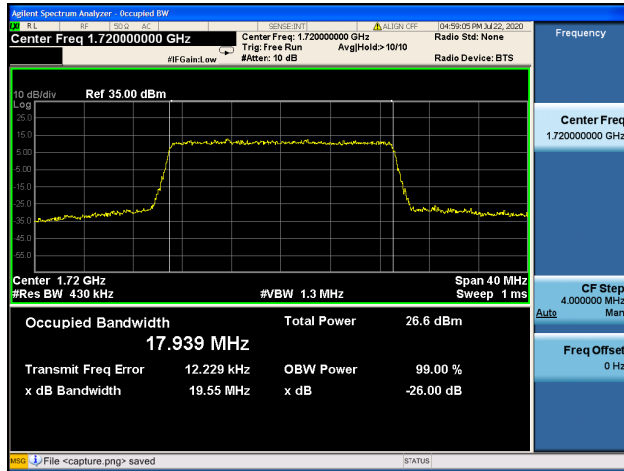 Agilent Spectrum Analyzer - Occupied BW
LXI RL RF 50 Ω AC SENSE:INT ALIGN OFF 04:59:05 PM Jul 22, 2020
Center Freq 1.720000000 GHz Center Freq: 1.720000000 GHz Radio Std: None
Trig: Free Run Avg|Hold:> 10/10
#IFGain:Low #Atten: 10 dB Radio Device: BTS
Frequency
10 dB/div Ref 35.00 dBm
Log
25.0
15.0
5.00
-5.00
-15.0
-25.0
-35.0
-45.0
-55.0
Center 1.72 GHz Span 40 MHz
#Res BW 430 kHz #VBW 1.3 MHz Sweep 1 ms
Occupied Bandwidth Total Power 26.6 dBm
17.939 MHz
Transmit Freq Error 12.229 kHz OBW Power 99.00 %
x dB Bandwidth 19.55 MHz x dB -26.00 dB
Center Freq
1.720000000 GHz
CF Step
4.000000 MHz
Auto Man
Freq Offset
0 Hz
MSG File <capture.png> saved STATUS